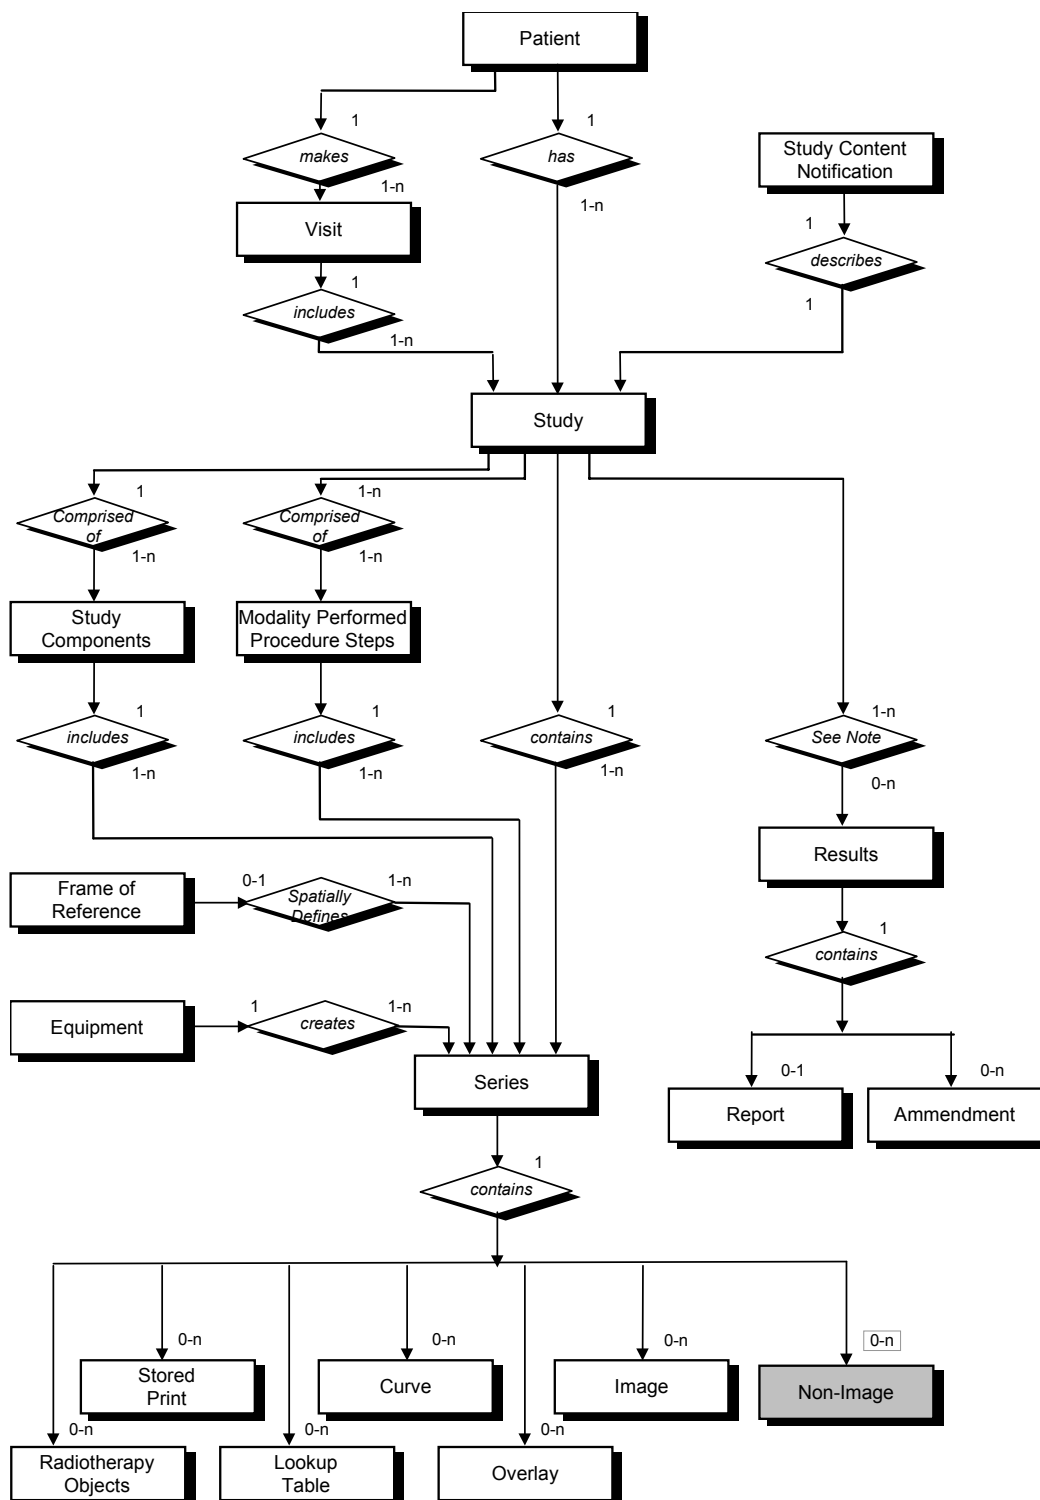 Patient
1
1
makes
has
Study Content
Notification
1-n
1-n
Visit
1
describes
1
1
includes
1-n
Study
1
1-n
Comprised
of
Comprised
of
1-n
1-n
Study
Components
Modality Performed
Procedure Steps
1
1
1
1-n
includes
includes
contains
See Note
1-n
1-n
1-n
0-n
Results
Frame of
Reference
0-1
Spatially
Defines
1-n
1
contains
Equipment
1
creates
1-n
Series
0-1
0-n
Report
Ammendment
1
contains
0-n
0-n
0-n
0-n
Stored
Print
Curve
Image
Non-Image
0-n
0-n
0-n
Radiotherapy
Objects
Lookup
Table
Overlay